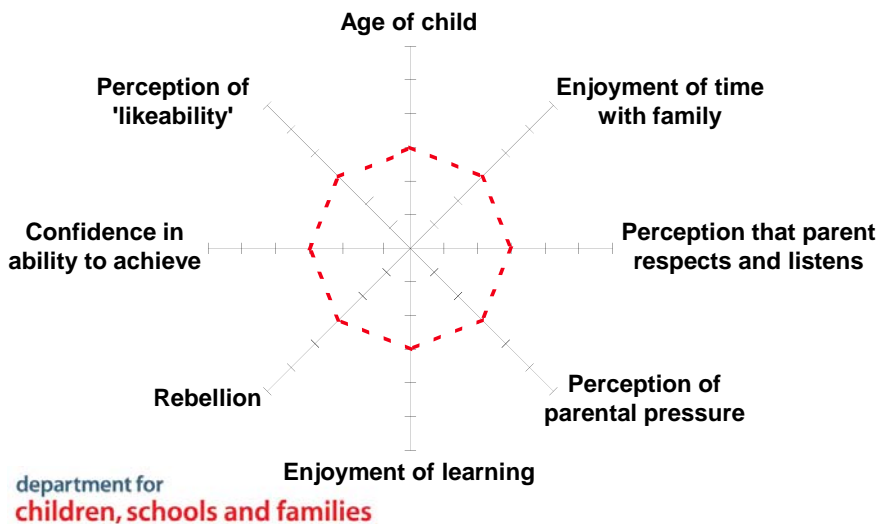 Age of child
Perception of
'likeability'
Enjoyment of time
with family
Confidence in
ability to achieve
Perception that parent
respects and listens
Rebellion
Perception of
parental pressure
Enjoyment of learning
department for
children, schools and families